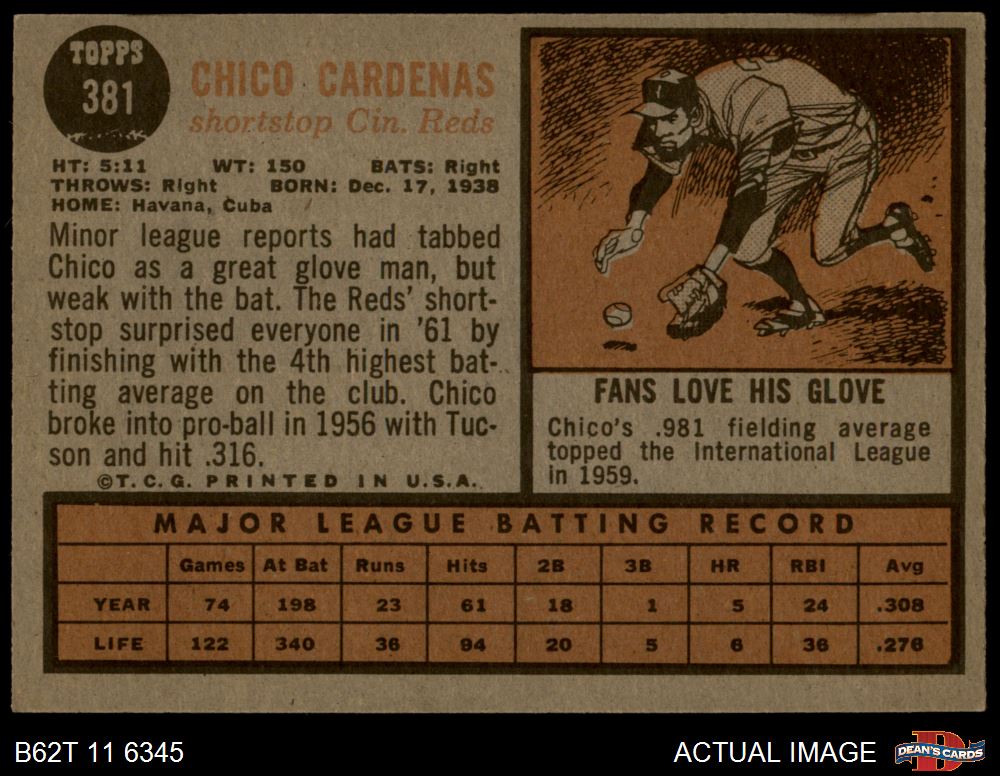 TOPPS
381
CHICO CARDENAS
shortstop Cin. Reds
HT: 5:11 WT: 150 BATS: Right
THROWS: Right BORN: Dec. 17, 1938
HOME: Havana, Cuba
Minor league reports had tabbed
Chico as a great glove man, but
weak with the bat. The Reds' short-
stop surprised everyone in '61 by
finishing with the 4th highest bat-
ting average on the club. Chico
broke into pro-ball in 1956 with Tuc-
son and hit .316.
©T.C.G. PRINTED IN U.S.A.
FANS LOVE HIS GLOVE
Chico's .981 fielding average
topped the International League
in 1959.
MAJOR LEAGUE BATTING RECORD
Games At Bat Runs Hits 2B 3B HR RBI Avg
YEAR 74 198 23 61 18 1 5 24 .308
LIFE 122 340 36 94 20 5 6 36 .276
B62T 11 6345
ACTUAL IMAGE
DEAN'S CARDS